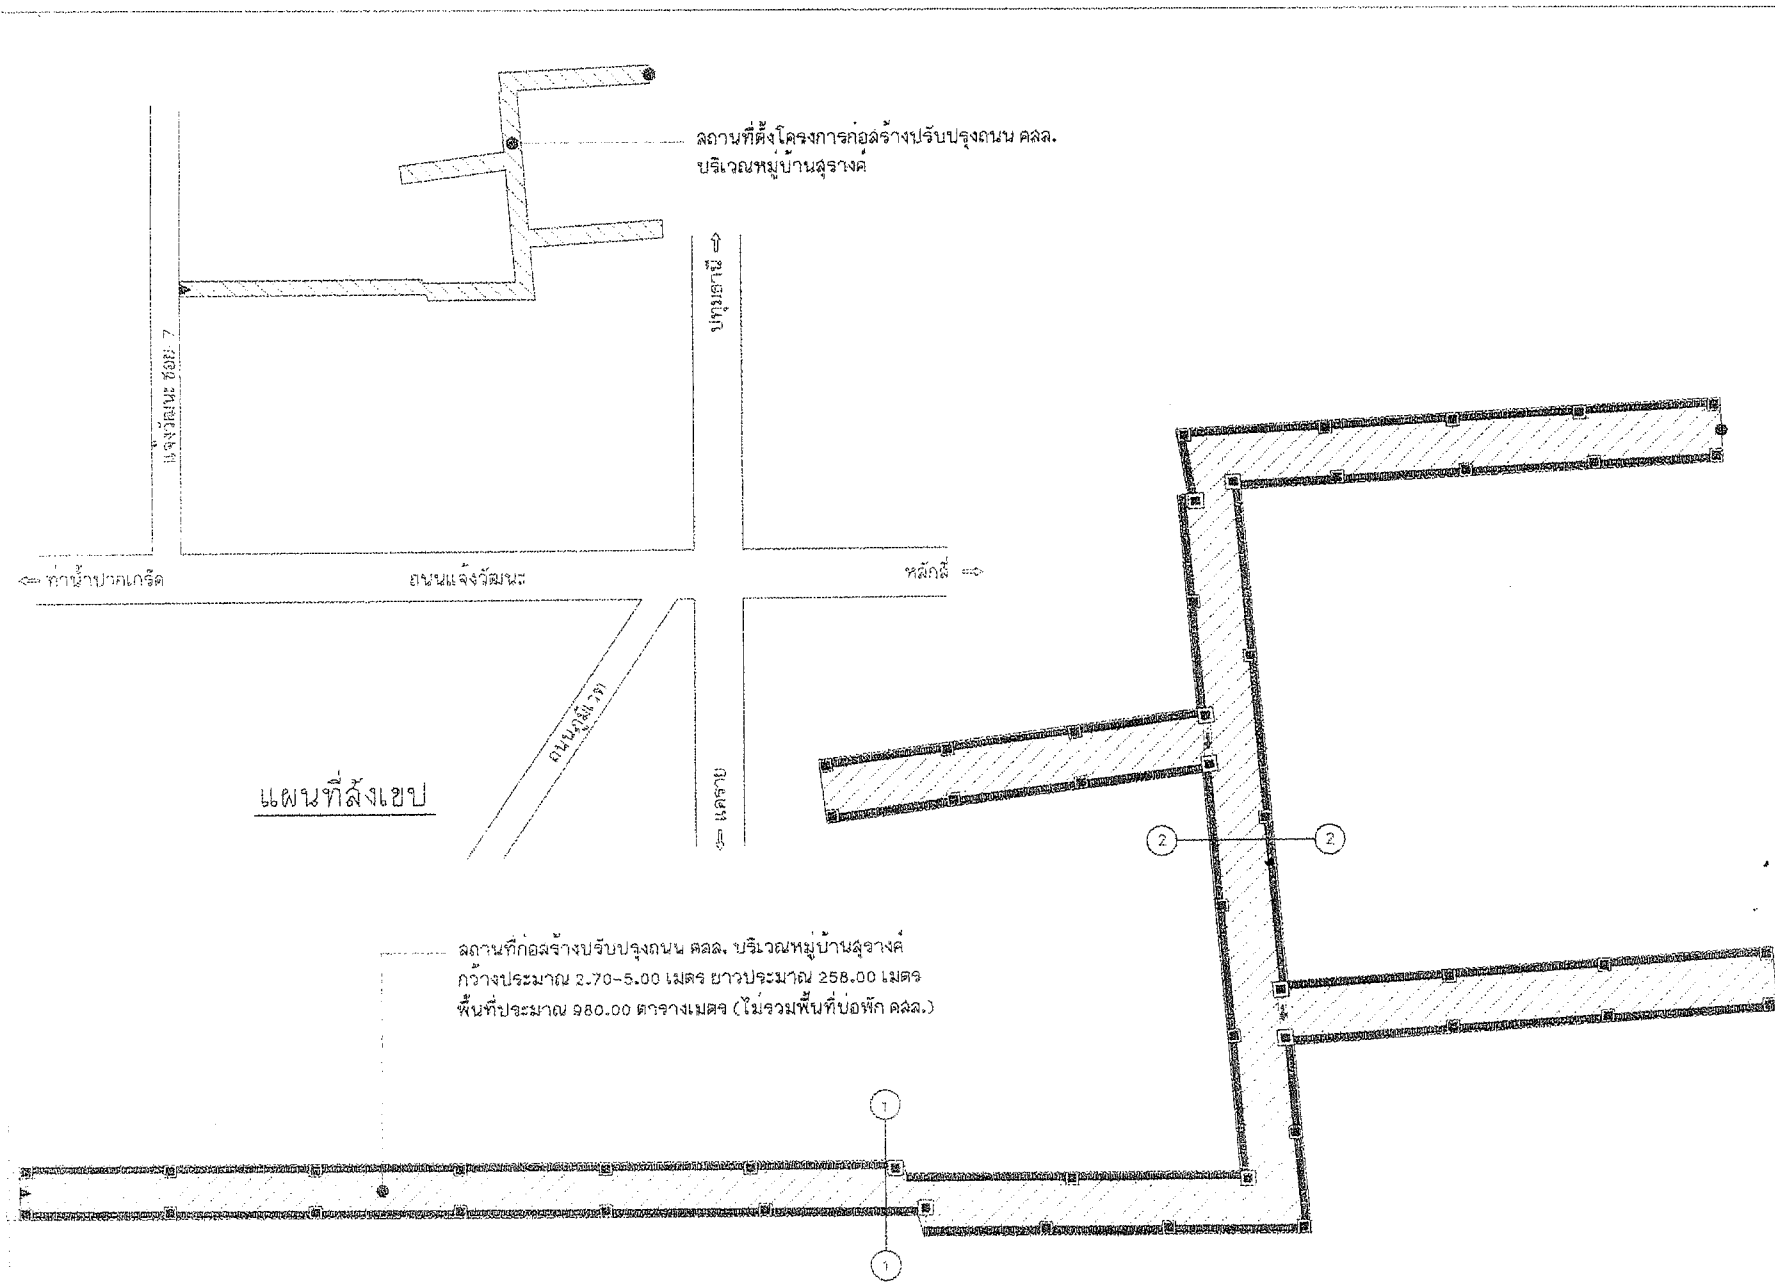 สถานที่ตั้งโครงการก่อสร้างปรับปรุงถนน คสล.
บริเวณหมู่บ้านสุรางค์
ปทุมธานี
แจ้งวัฒนะ ซอย 7
ท่าน้ำปากเกร็ด
ถนนแจ้งวัฒนะ
หลักสี่
ถนนภูมิเวท
แคราย
แผนที่สังเขป
2
2
สถานที่ก่อสร้างปรับปรุงถนน คสล. บริเวณหมู่บ้านสุรางค์
กว้างประมาณ 2.70-5.00 เมตร ยาวประมาณ 258.00 เมตร
พื้นที่ประมาณ 980.00 ตารางเมตร (ไม่รวมพื้นที่บ่อพัก คสล.)
1
1